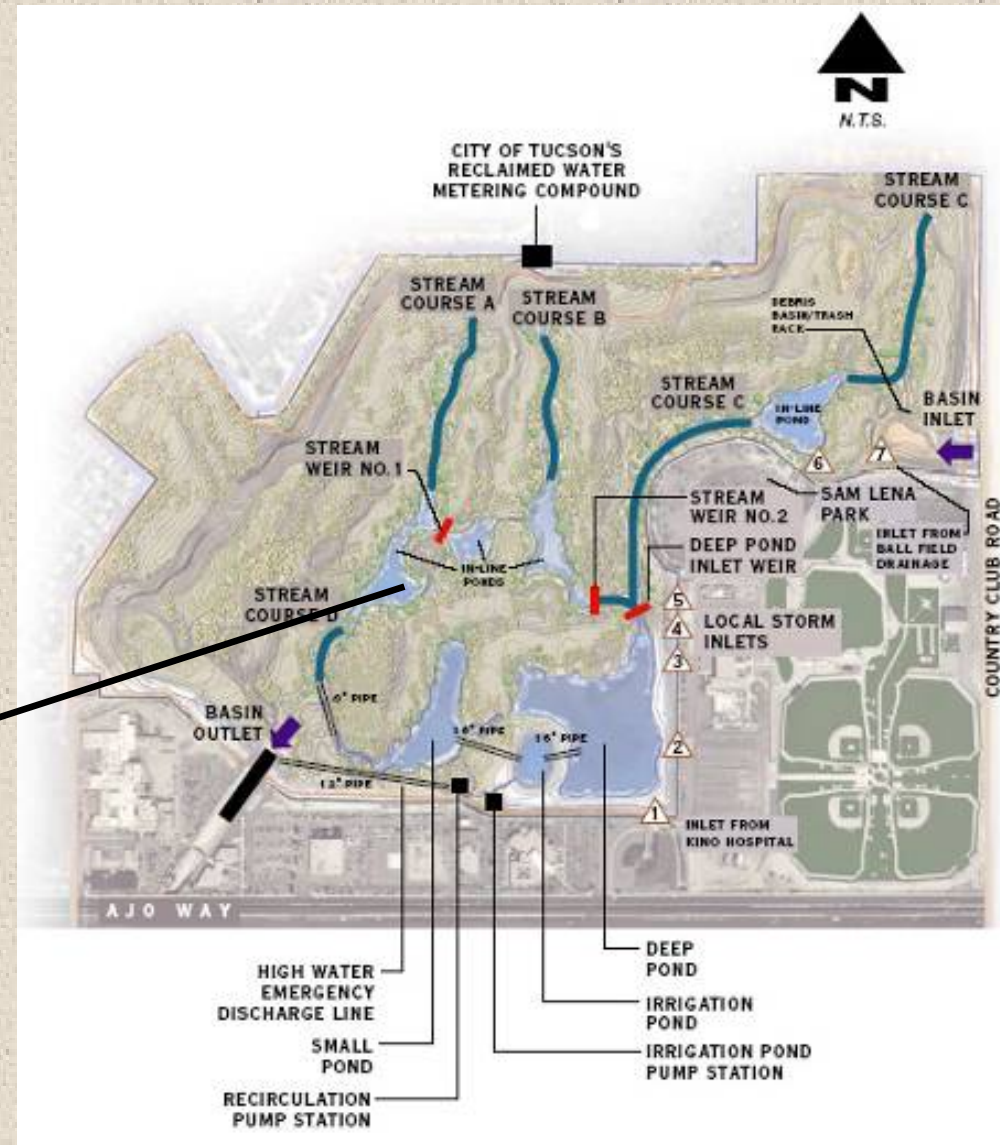 N
N.T.S.
CITY OF TUCSON'S
RECLAIMED WATER
METERING COMPOUND
STREAM
COURSE C
STREAM
COURSE A
STREAM
COURSE B
DEBRIS
BASIN/TRASH
RACK
STREAM
COURSE C
IN-LINE
POND
BASIN
INLET
STREAM
WEIR NO.1
7
6
STREAM
WEIR NO.2
SAM LENA
PARK
INLET FROM
BALL FIELD
DRAINAGE
DEEP POND
INLET WEIR
IN-LINE
PONDS
STREAM
COURSE D
5
4
LOCAL STORM
INLETS
3
COUNTRY CLUB ROAD
BASIN
OUTLET
PIPE
PIPE
16" PIPE
2
12" PIPE
1
INLET FROM
KINO HOSPITAL
AJO WAY
HIGH WATER
EMERGENCY
DISCHARGE LINE
SMALL
POND
RECIRCULATION
PUMP STATION
DEEP
POND
IRRIGATION
POND
IRRIGATION POND
PUMP STATION